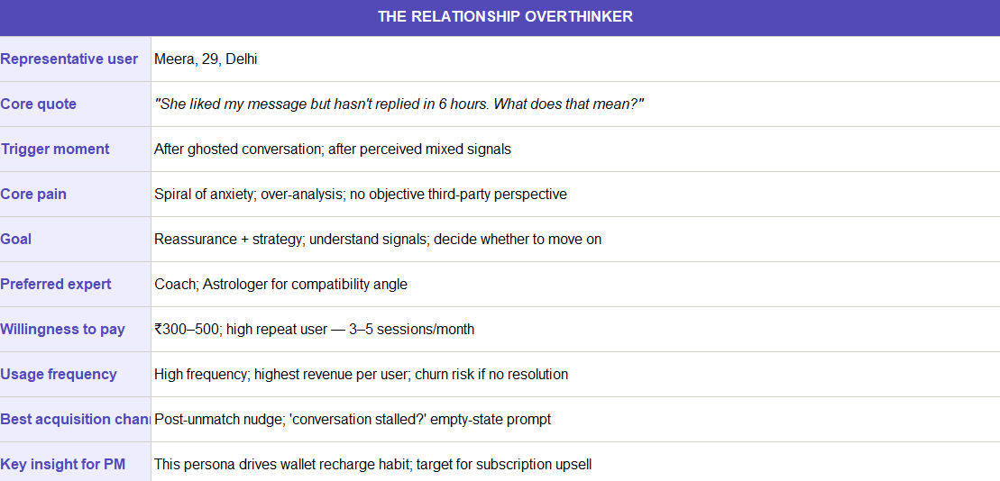 THE RELATIONSHIP OVERTHINKER
Representative user Meera, 29, Delhi
Core quote "She liked my message but hasn't replied in 6 hours. What does that mean?"
Trigger moment After ghosted conversation; after perceived mixed signals
Core pain Spiral of anxiety; over-analysis; no objective third-party perspective
Goal Reassurance + strategy; understand signals; decide whether to move on
Preferred expert Coach; Astrologer for compatibility angle
Willingness to pay ₹300–500; high repeat user — 3–5 sessions/month
Usage frequency High frequency; highest revenue per user; churn risk if no resolution
Best acquisition Post-unmatch nudge; 'conversation stalled?' empty-state prompt
Key insight for PM This persona drives wallet recharge habit; target for subscription upsell